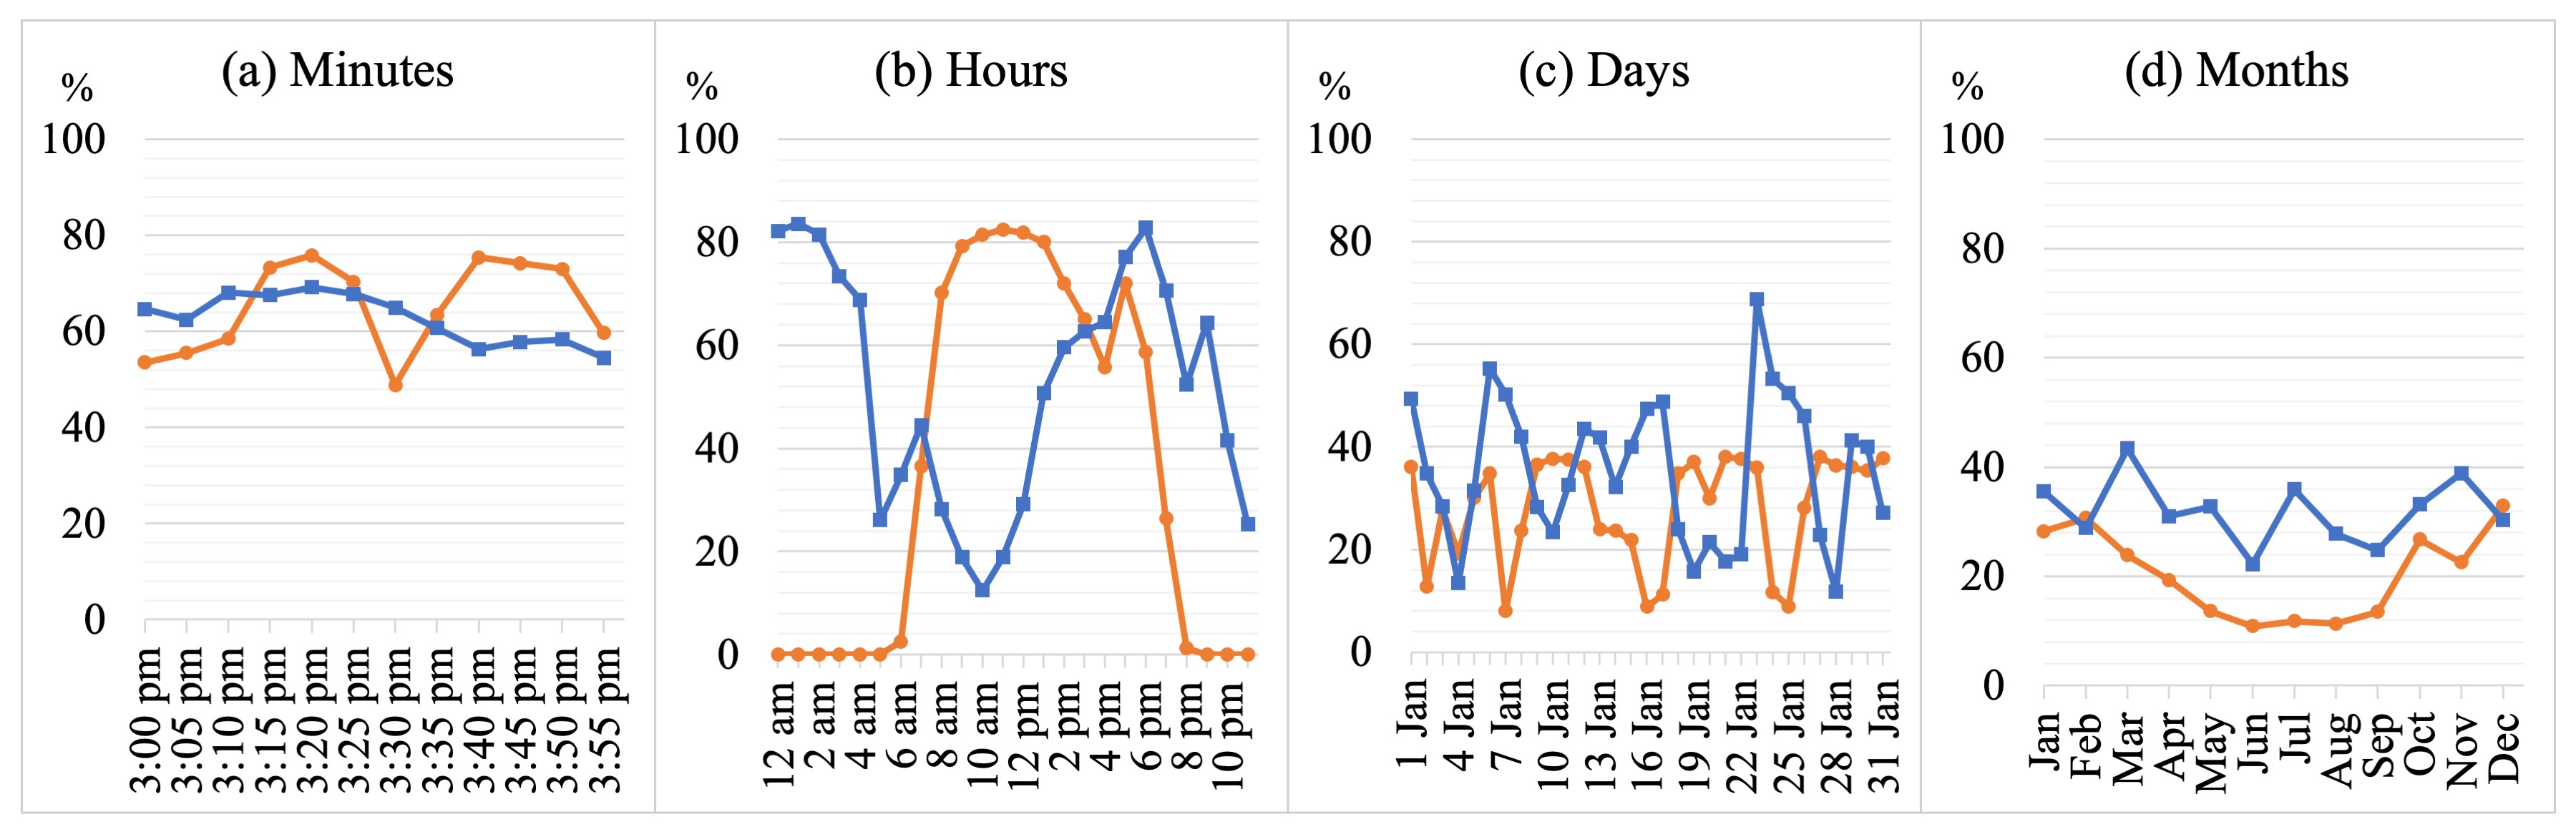 (a) Minutes
%
100
80
60
40
20
0
3:00 pm
3:05 pm
3:10 pm
3:15 pm
3:20 pm
3:25 pm
3:30 pm
3:35 pm
3:40 pm
3:45 pm
3:50 pm
3:55 pm
(b) Hours
%
100
80
60
40
20
0
12 am
2 am
4 am
6 am
8 am
10 am
12 pm
2 pm
4 pm
6 pm
8 pm
10 pm
(c) Days
%
100
80
60
40
20
0
1 Jan
4 Jan
7 Jan
10 Jan
13 Jan
16 Jan
19 Jan
22 Jan
25 Jan
28 Jan
31 Jan
(d) Months
%
100
80
60
40
20
0
Jan
Feb
Mar
Apr
May
Jun
Jul
Aug
Sep
Oct
Nov
Dec